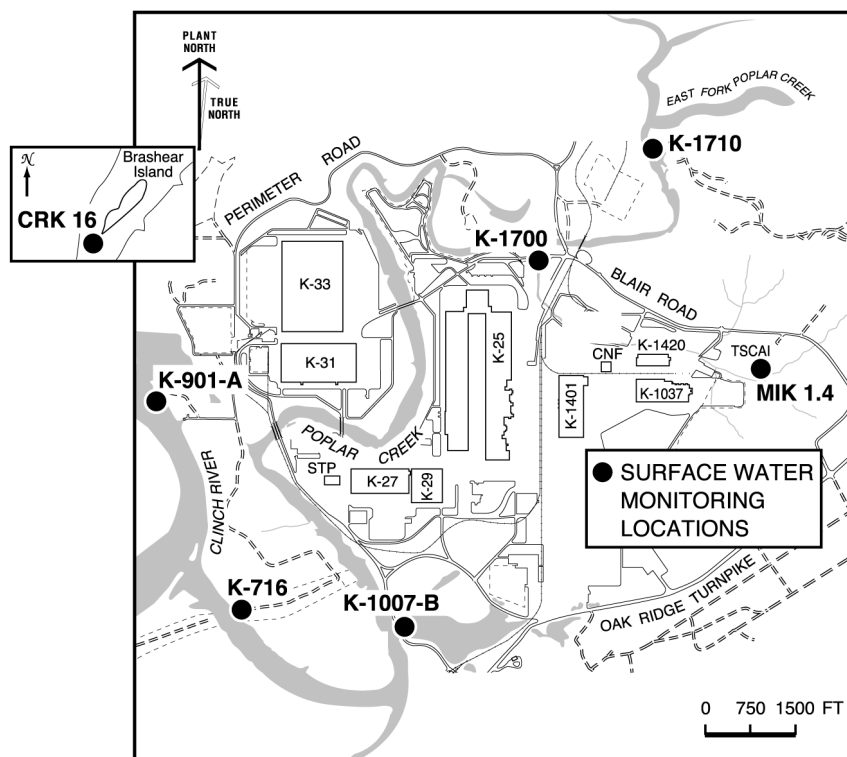 PLANT
NORTH
TRUE
NORTH
EAST FORK POPLAR CREEK
K-1710
N
Brashear
Island
CRK 16
PERIMETER ROAD
K-1700
BLAIR ROAD
K-33
K-25
K-31
CNF
K-1420
TSCAI
K-901-A
K-1401
K-1037
MIK 1.4
POPLAR CREEK
STP
K-27
K-29
SURFACE WATER
MONITORING
LOCATIONS
CLINCH RIVER
K-716
K-1007-B
OAK RIDGE TURNPIKE
0 750 1500 FT